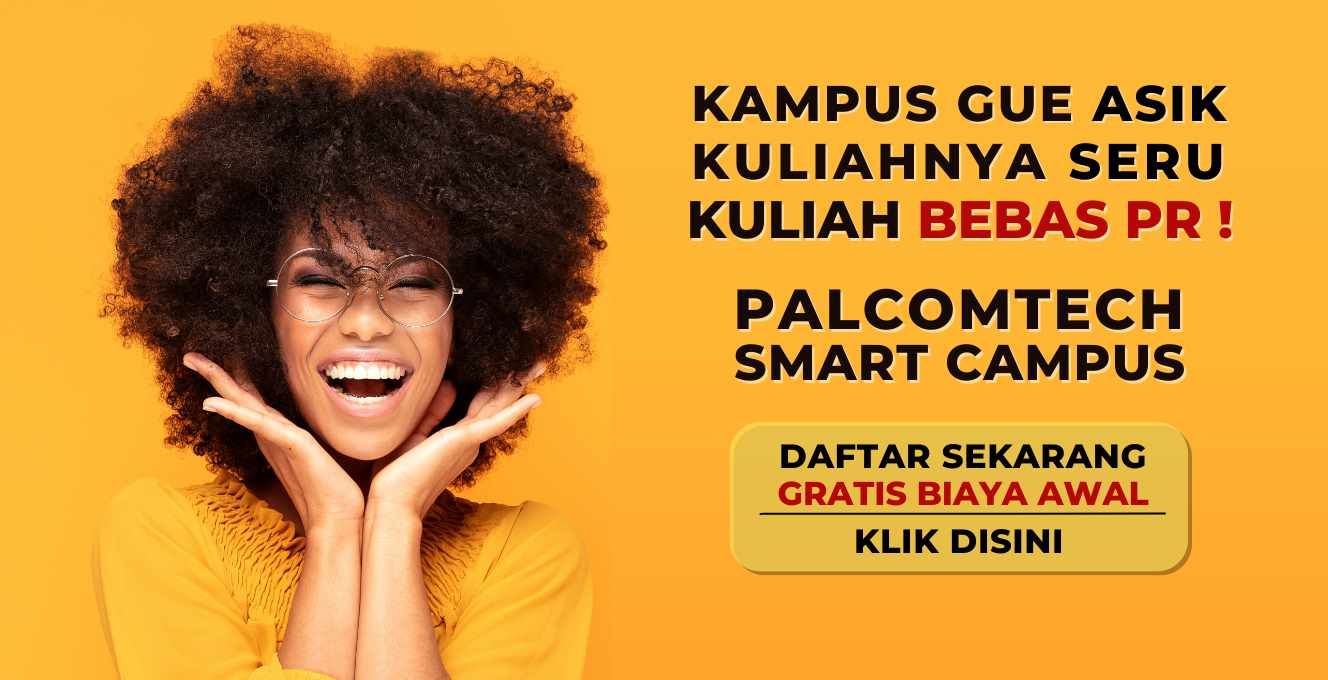 KAMPUS GUE ASIK
KULIAHNYA SERU
KULIAH BEBAS PR !
PALCOMTECH
SMART CAMPUS
DAFTAR SEKARANG
GRATIS BIAYA AWAL
KLIK DISINI